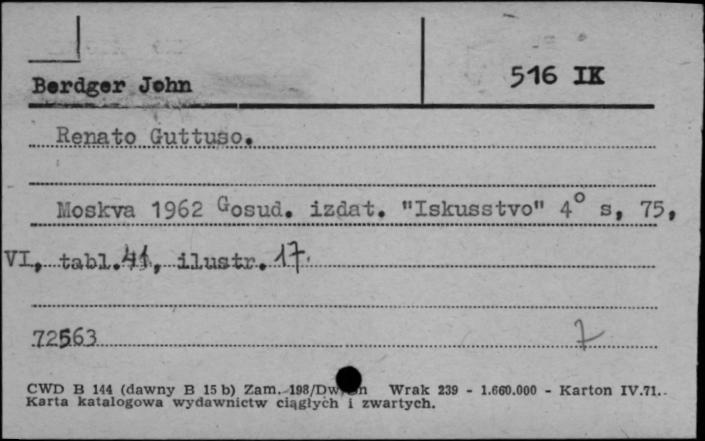 Berdger John 516 IK
Renato Guttuso.
Moskva 1962 Gosud. izdat. "Iskusstvo" 4° s, 75,
VI, tabl. 41, ilustr. 17.
72563 7
CWD B 144 (dawny B 15 b) Zam. 198/Dw/ Wrak 239 - 1.660.000 - Karton IV.71.
Karta katalogowa wydawnictw ciągłych i zwartych.